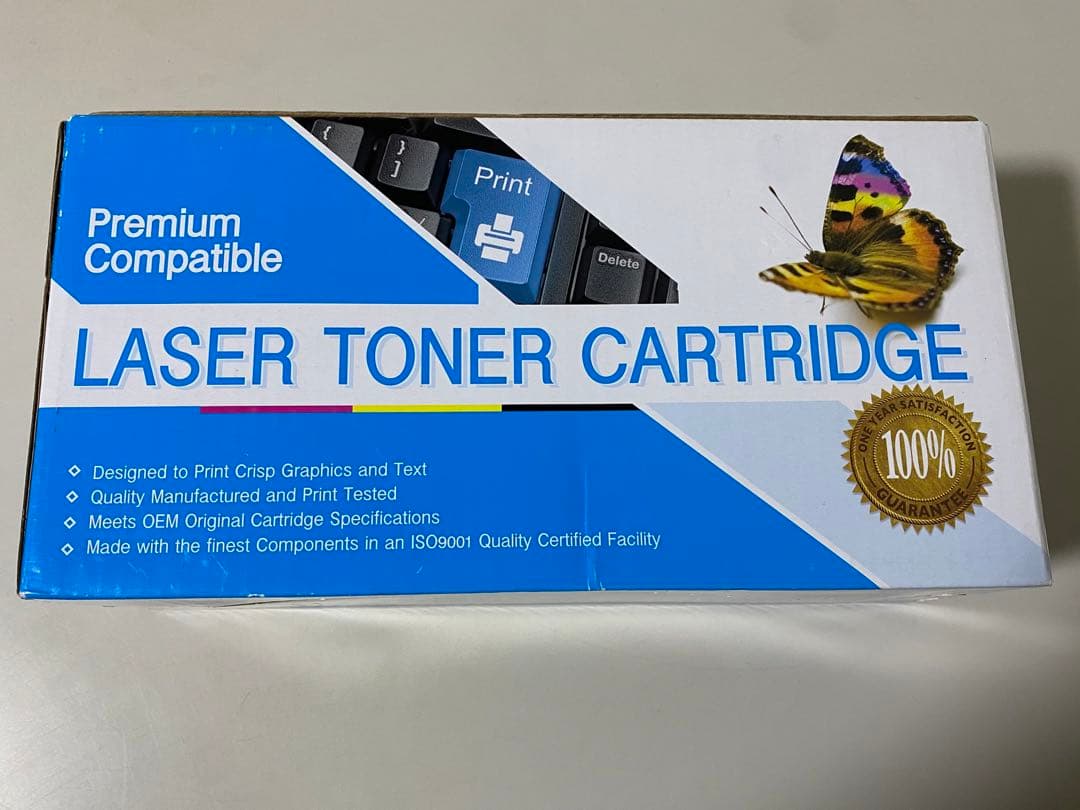 {
}
]
Print
Delete
Premium
Compatible
LASER TONER CARTRIDGE
Designed to Print Crisp Graphics and Text
Quality Manufactured and Print Tested
Meets OEM Original Cartridge Specifications
Made with the finest Components in an ISO9001 Quality Certified Facility
ONE YEAR SATISFACTION
100%
GUARANTEE